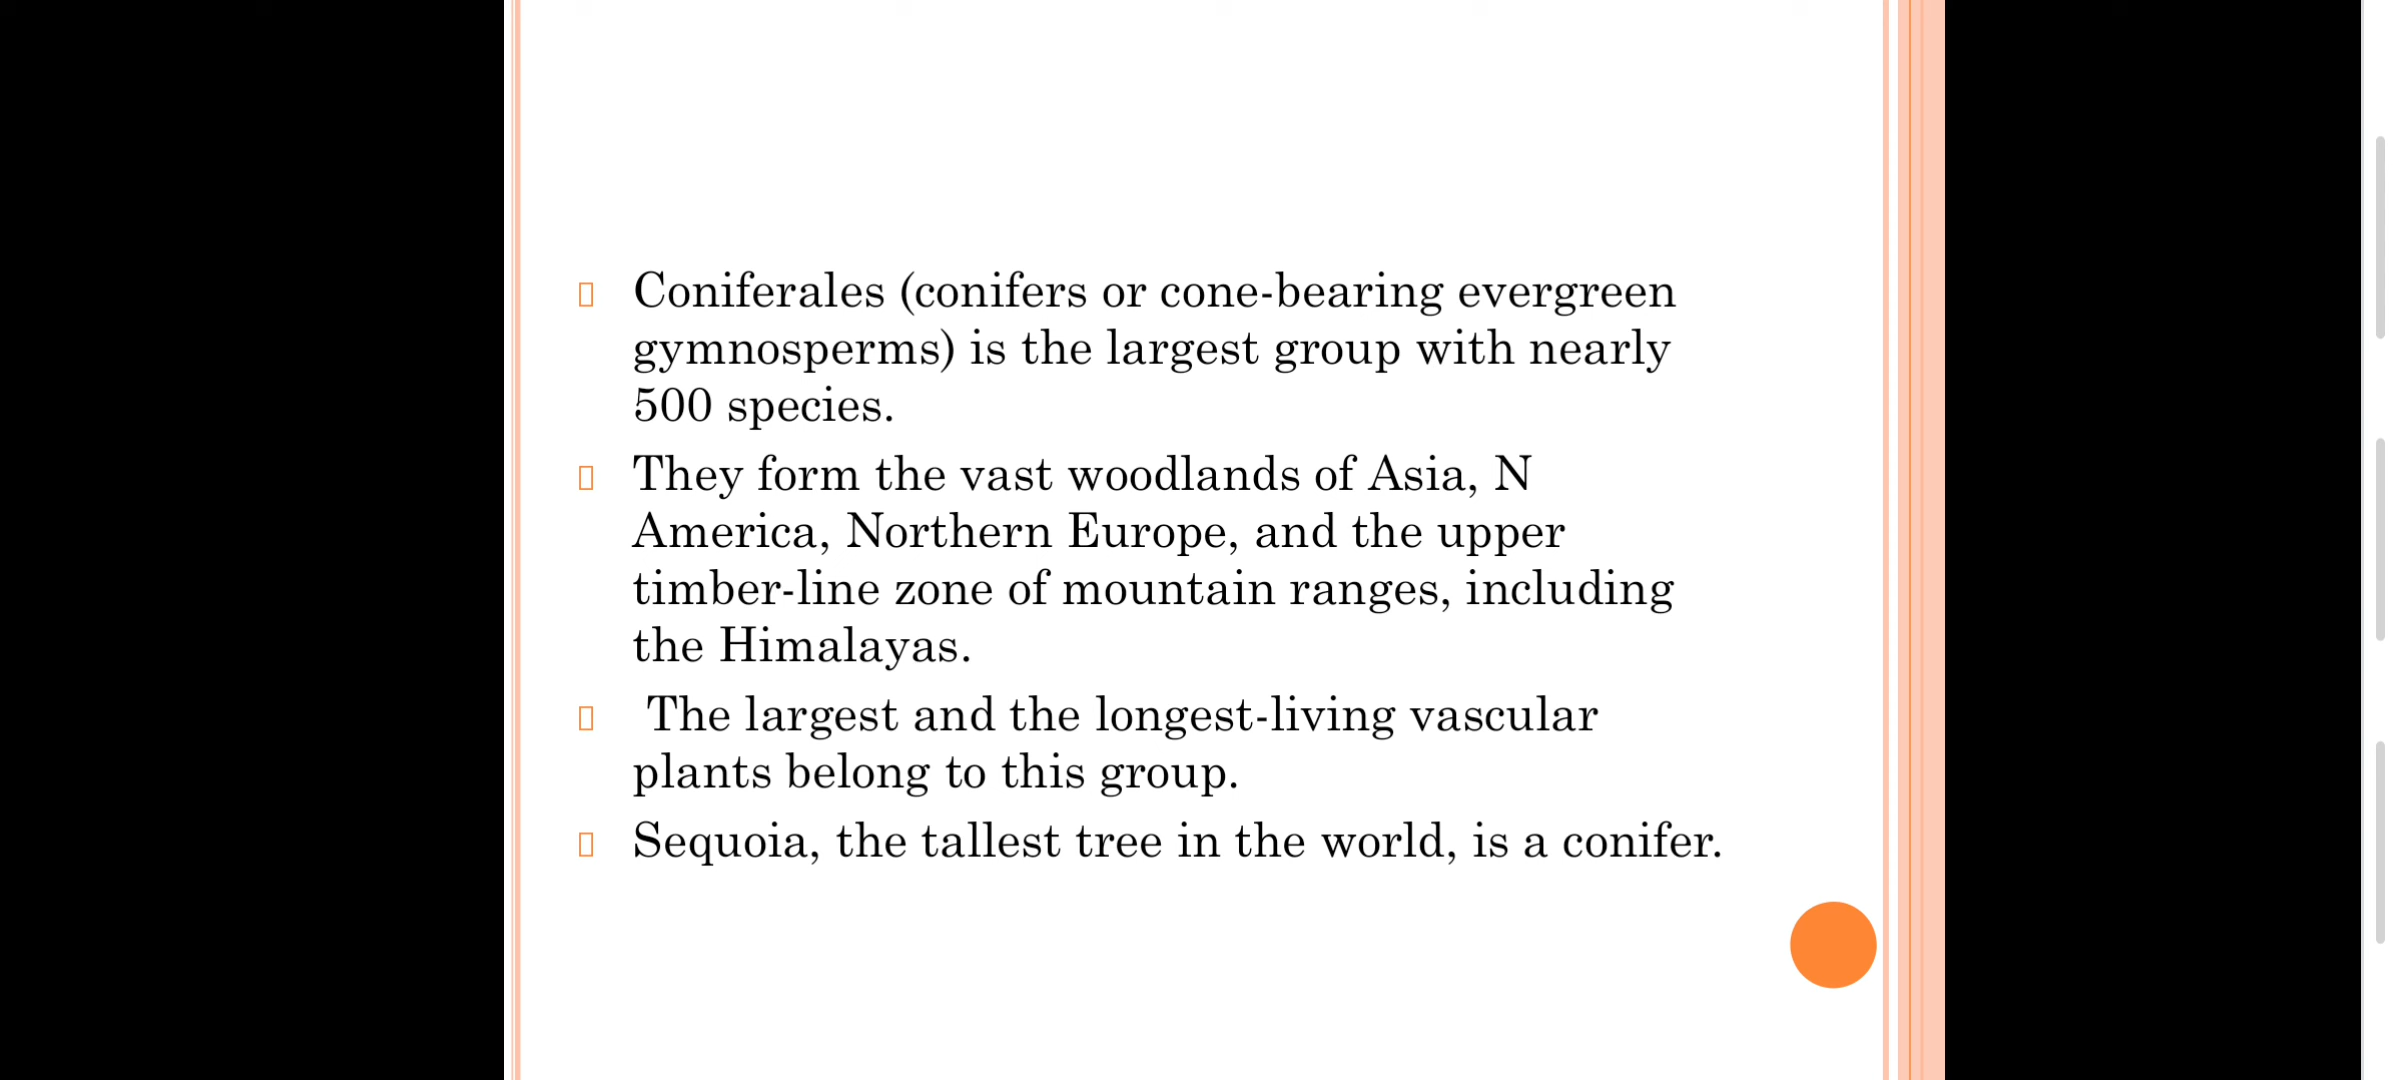 Coniferales (conifers or cone-bearing evergreen
gymnosperms) is the largest group with nearly
500 species.
They form the vast woodlands of Asia, N
America, Northern Europe, and the upper
timber-line zone of mountain ranges, including
the Himalayas.
The largest and the longest-living vascular
plants belong to this group.
Sequoia, the tallest tree in the world, is a conifer.